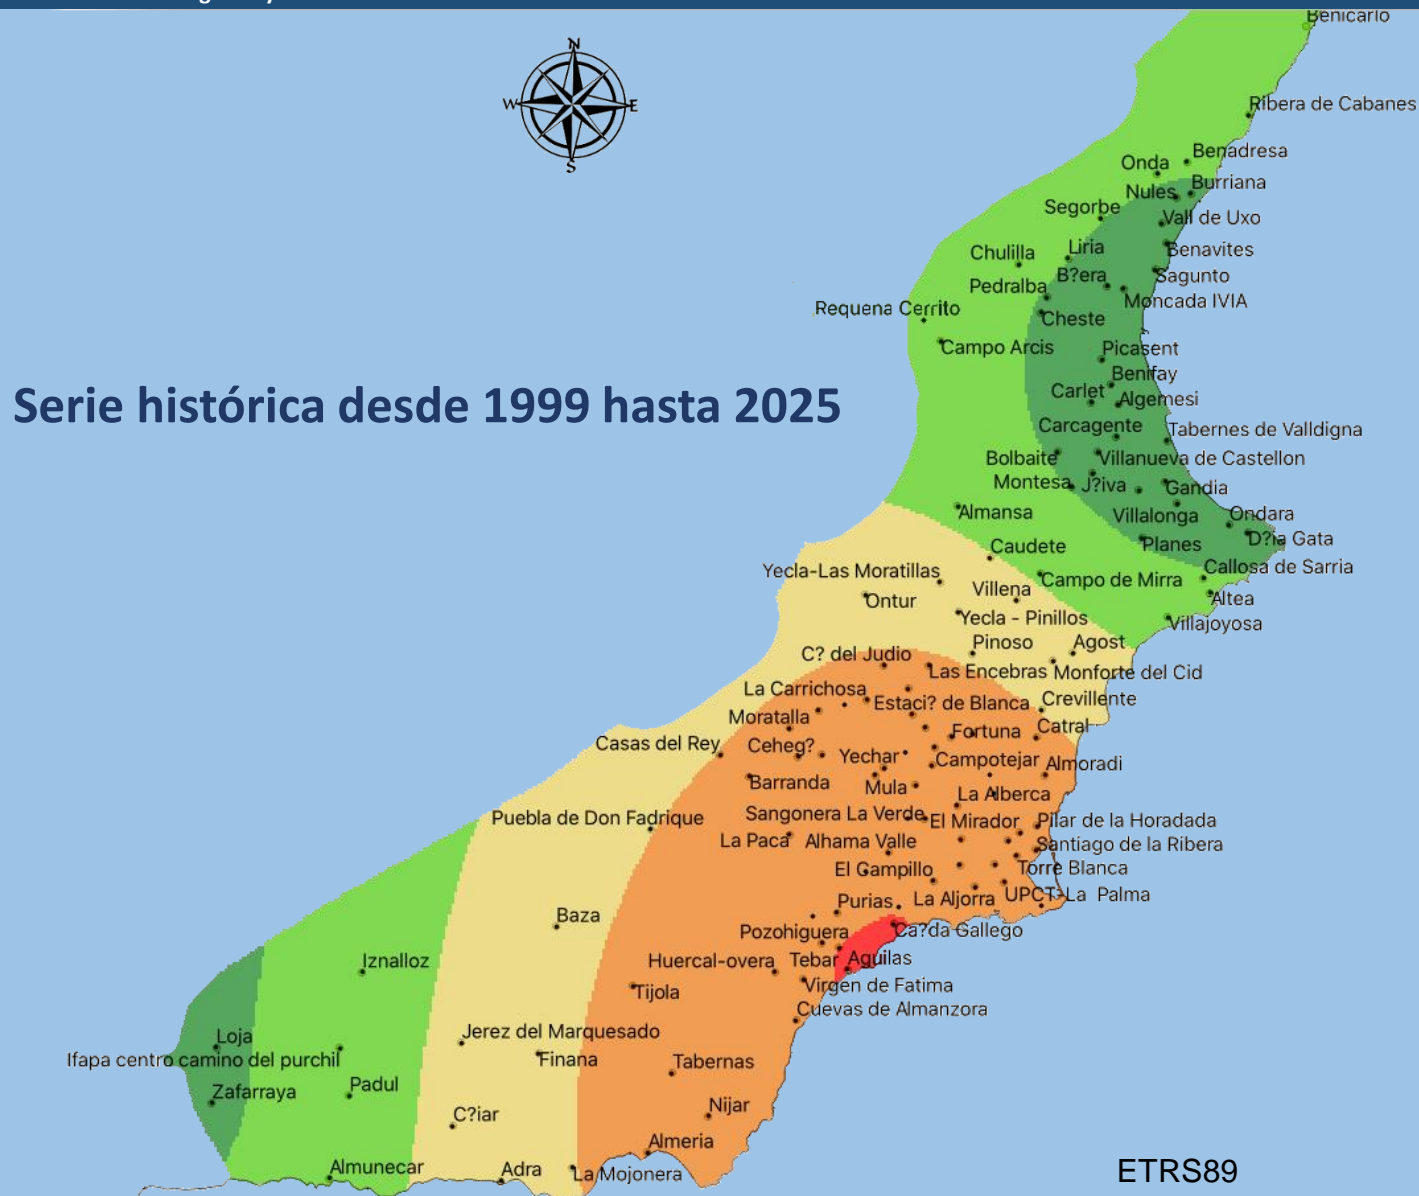 Benicarlo
N
W
E
S
Ribera de Cabanes
Benadresa
Onda
Burriana
Nules
Segorbe
Vall de Uxo
Liria
Benavites
Chulilla
B?era
Sagunto
Pedralba
Moncada IVIA
Requena Cerrito
Cheste
Campo Arcis
Picasent
Benifay
Serie histórica desde 1999 hasta 2025
Carlet
Algemesi
Carcagente
Tabernes de Valldigna
Bolbaite
Villanueva de Castellon
Montesa
J?iva
Gandia
Almansa
Villalonga
Ondara
Planes
D?ia Gata
Caudete
Callosa de Sarria
Yecla-Las Moratillas
Campo de Mirra
Villena
Ontur
Altea
Yecla - Pinillos
Villajoyosa
Pinoso
Agost
C? del Judio
Las Encebras
Monforte del Cid
La Carrichosa
Estaci? de Blanca
Crevillente
Moratalla
Fortuna
Catral
Casas del Rey
Ceheg?
Yechar
Campotejar
Almoradi
Barranda
Mula
La Alberca
Puebla de Don Fadrique
Sangonera La Verde
El Mirador
Pilar de la Horadada
La Paca
Alhama Valle
Santiago de la Ribera
El Campillo
Torre Blanca
Purias
La Aljorra
UPCT-La Palma
Baza
Pozohiguera
Ca?da Gallego
Iznalloz
Huercal-overa
Tebar
Aguilas
Tijola
Virgen de Fatima
Cuevas de Almanzora
Loja
Jerez del Marquesado
Ifapa centro camino del purchil
Finana
Tabernas
Padul
Zafarraya
C?iar
Nijar
Almeria
Almunecar
Adra
La Mojonera
ETRS89